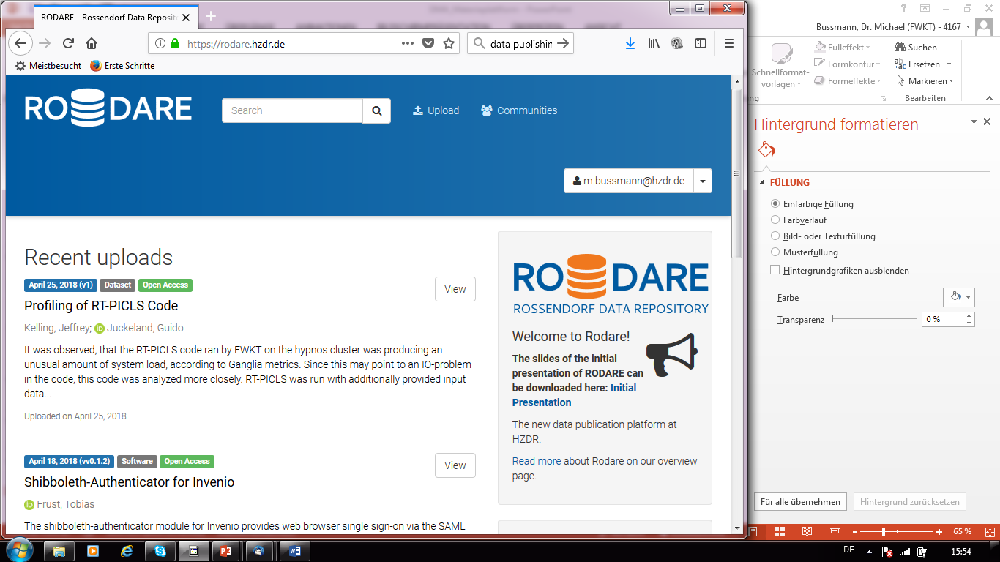 RODARE - Rossendorf Data Reposit
https://rodare.hzdr.de
data publishin
Meistbesucht
Erste Schritte
RODARE
Search
Upload
Communities
m.bussmann@hzdr.de
Recent uploads
April 25, 2018 (v1) Dataset Open Access
View
Profiling of RT-PICLS Code
Kelling, Jeffrey; Juckeland, Guido
It was observed, that the RT-PICLS code ran by FWKT on the hypnos cluster was producing an
unusual amount of system load, according to Ganglia metrics. Since this may point to an IO-problem
in the code, this code was analyzed more closely. RT-PICLS was run with additionally provided input
data...
Uploaded on April 25, 2018
April 18, 2018 (vv0.1.2) Software Open Access
View
Shibboleth-Authenticator for Invenio
Frust, Tobias
The shibboleth-authenticator module for Invenio provides web browser single sign-on via the SAML
RODARE
ROSSENDORF DATA REPOSITORY
Welcome to Rodare!
The slides of the initial
presentation of RODARE can
be downloaded here: Initial
Presentation
The new data publication platform at
HZDR.
Read more about Rodare on our overview
page.
Bussmann, Dr. Michael (FWKT) - 4167
Schnellformat-
vorlagen
Fülleffekt
Formkontur
Formeffekte
ng
Suchen
Ersetzen
Markieren
Bearbeiten
Hintergrund formatieren
FÜLLUNG
Einfarbige Füllung
Farbverlauf
Bild- oder Texturfüllung
Musterfüllung
Hintergrundgrafiken ausblenden
Farbe
Transparenz
0 %
Für alle übernehmen
Hintergrund zurücksetzen
65 %
DE
15:54